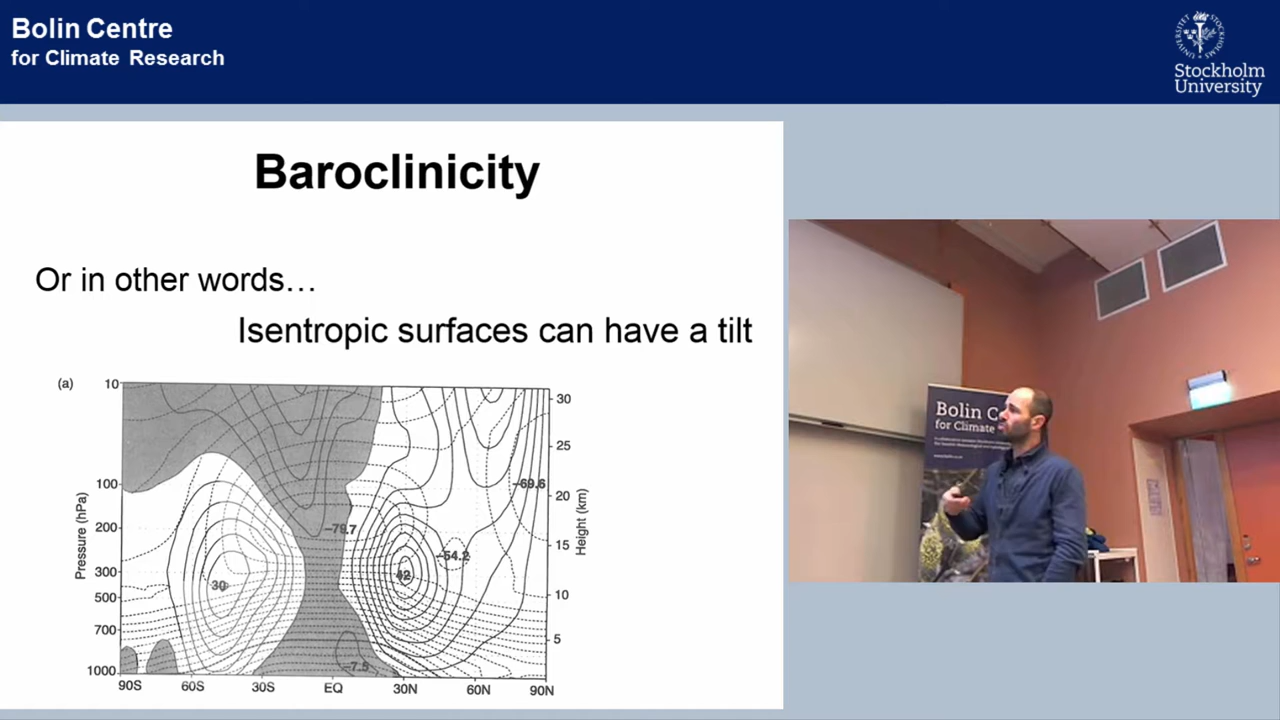 Bolin Centre
for Climate Research
STOCKHOLMS UNIVERSITET
Stockholm
University
Baroclinicity
Or in other words…
Isentropic surfaces can have a tilt
(a)
10
100
200
300
500
700
1000
Pressure (hPa)
30
25
20
15
10
5
Height (km)
90S
60S
30S
EQ
30N
60N
90N
-69.6
-79.7
-54.2
42
30
-7.5
Bolin C
for Climate